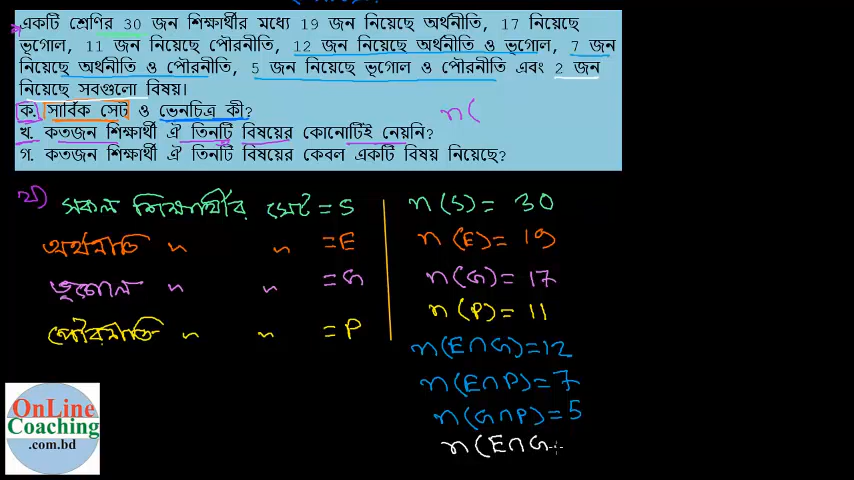 একটি শ্রেণির 30 জন শিক্ষার্থীর মধ্যে 19 জন নিয়েছে অর্থনীতি, 17 নিয়েছে
ভূগোল, 11 জন নিয়েছে পৌরনীতি, 12 জন নিয়েছে অর্থনীতি ও ভূগোল, 7 জন
নিয়েছে অর্থনীতি ও পৌরনীতি, 5 জন নিয়েছে ভূগোল ও পৌরনীতি এবং 2 জন
নিয়েছে সবগুলো বিষয়।
ক. সার্বিক সেট ও ভেনচিত্র কী?
n(
খ. কতজন শিক্ষার্থী ঐ তিনটি বিষয়ের কোনোটিই নেয়নি?
গ. কতজন শিক্ষার্থী ঐ তিনটি বিষয়ের কেবল একটি বিষয় নিয়েছে?
খ) সকল শিক্ষার্থীর সেট = S
অর্থনীতি " " = E
ভূগোল " " = G
পৌরনীতি " " = P
n(S) = 30
n(E) = 19
n(G) = 17
n(P) = 11
n(E∩G) = 12
n(E∩P) = 7
n(G∩P) = 5
n(E∩G
OnLine
Coaching
.com.bd